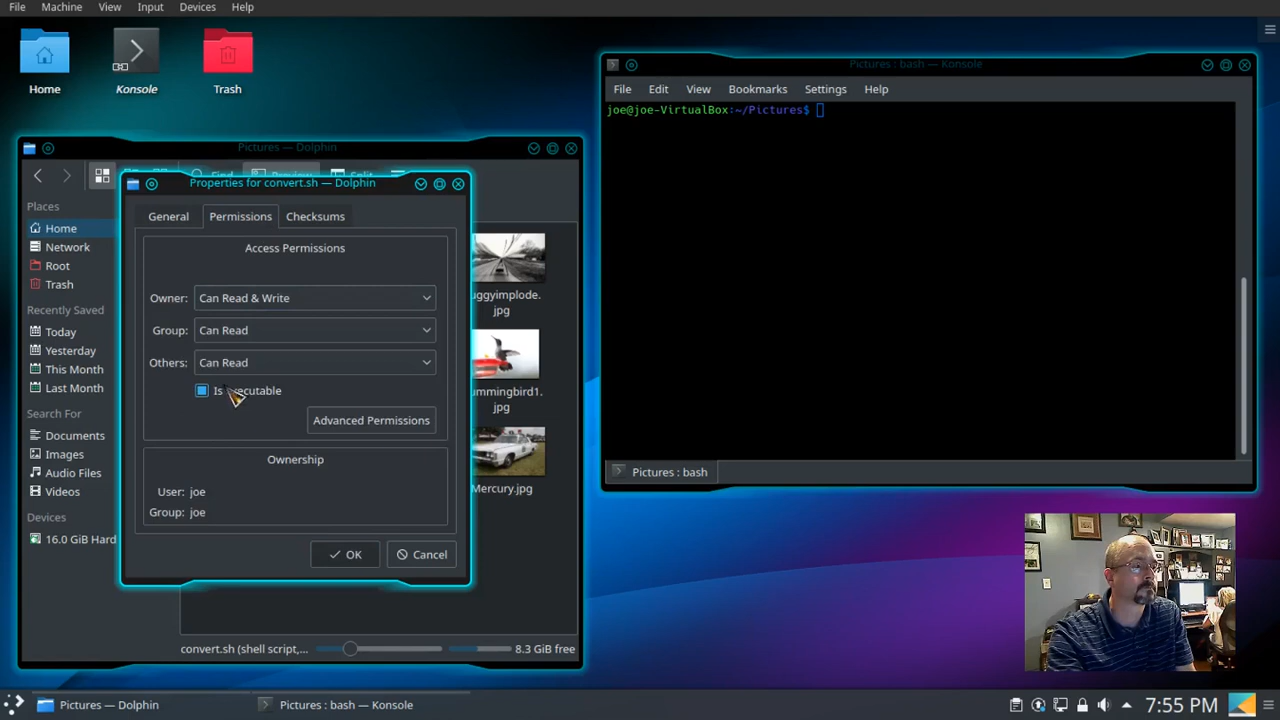 File Machine View Input Devices Help
Home
Konsole
Trash
Pictures : bash — Konsole
File Edit View Bookmarks Settings Help
joe@joe-VirtualBox:~/Pictures$
Pictures : bash
Pictures — Dolphin
Find Preview Split
Places
Home
Network
Root
Trash
Recently Saved
Today
Yesterday
This Month
Last Month
Search For
Documents
Images
Audio Files
Videos
Devices
16.0 GiB Hard
Properties for convert.sh — Dolphin
General Permissions Checksums
Access Permissions
Owner: Can Read & Write
Group: Can Read
Others: Can Read
Is executable
Advanced Permissions
Ownership
User: joe
Group: joe
OK Cancel
uggyimplode.
jpg
ummingbird1.
jpg
Mercury.jpg
convert.sh (shell script,...
8.3 GiB free
Pictures — Dolphin
Pictures : bash — Konsole
7:55 PM